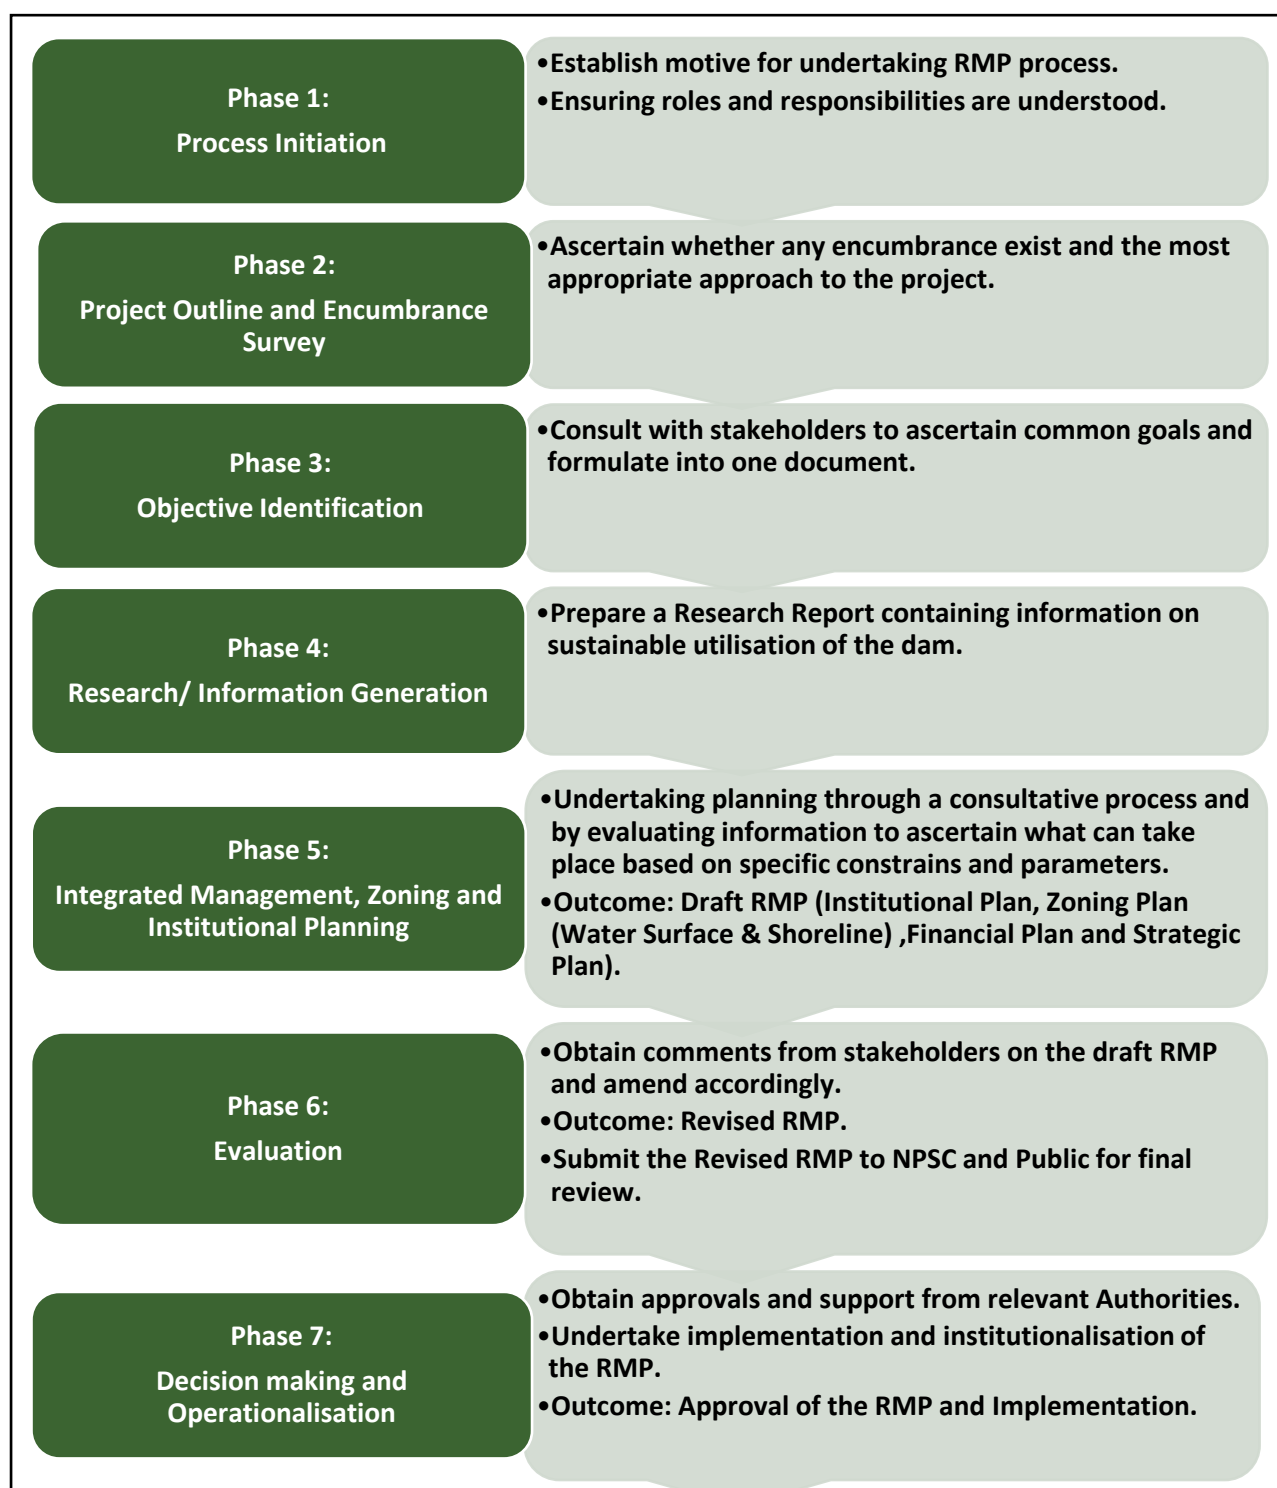 Phase 1:
Process Initiation
•Establish motive for undertaking RMP process.
•Ensuring roles and responsibilities are understood.
Phase 2:
Project Outline and Encumbrance
Survey
•Ascertain whether any encumbrance exist and the most
appropriate approach to the project.
Phase 3:
Objective Identification
•Consult with stakeholders to ascertain common goals and
formulate into one document.
Phase 4:
Research/ Information Generation
•Prepare a Research Report containing information on
sustainable utilisation of the dam.
Phase 5:
Integrated Management, Zoning and
Institutional Planning
•Undertaking planning through a consultative process and
by evaluating information to ascertain what can take
place based on specific constrains and parameters.
•Outcome: Draft RMP (Institutional Plan, Zoning Plan
(Water Surface & Shoreline) ,Financial Plan and Strategic
Plan).
Phase 6:
Evaluation
•Obtain comments from stakeholders on the draft RMP
and amend accordingly.
•Outcome: Revised RMP.
•Submit the Revised RMP to NPSC and Public for final
review.
Phase 7:
Decision making and
Operationalisation
•Obtain approvals and support from relevant Authorities.
•Undertake implementation and institutionalisation of
the RMP.
•Outcome: Approval of the RMP and Implementation.